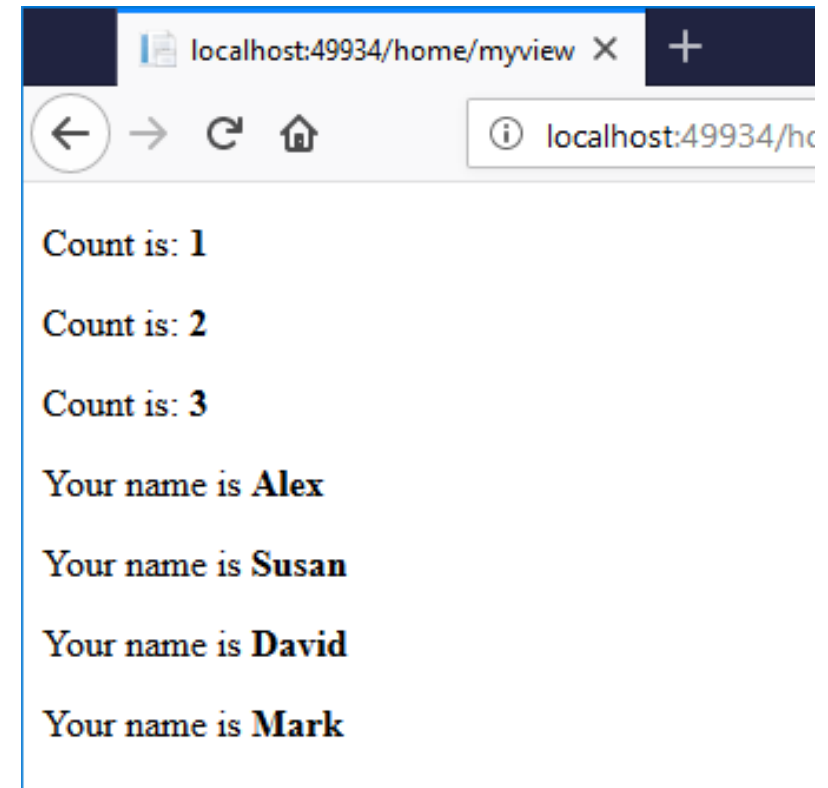 localhost:49934/home/myview
localhost:49934/ho
Count is: 1
Count is: 2
Count is: 3
Your name is Alex
Your name is Susan
Your name is David
Your name is Mark